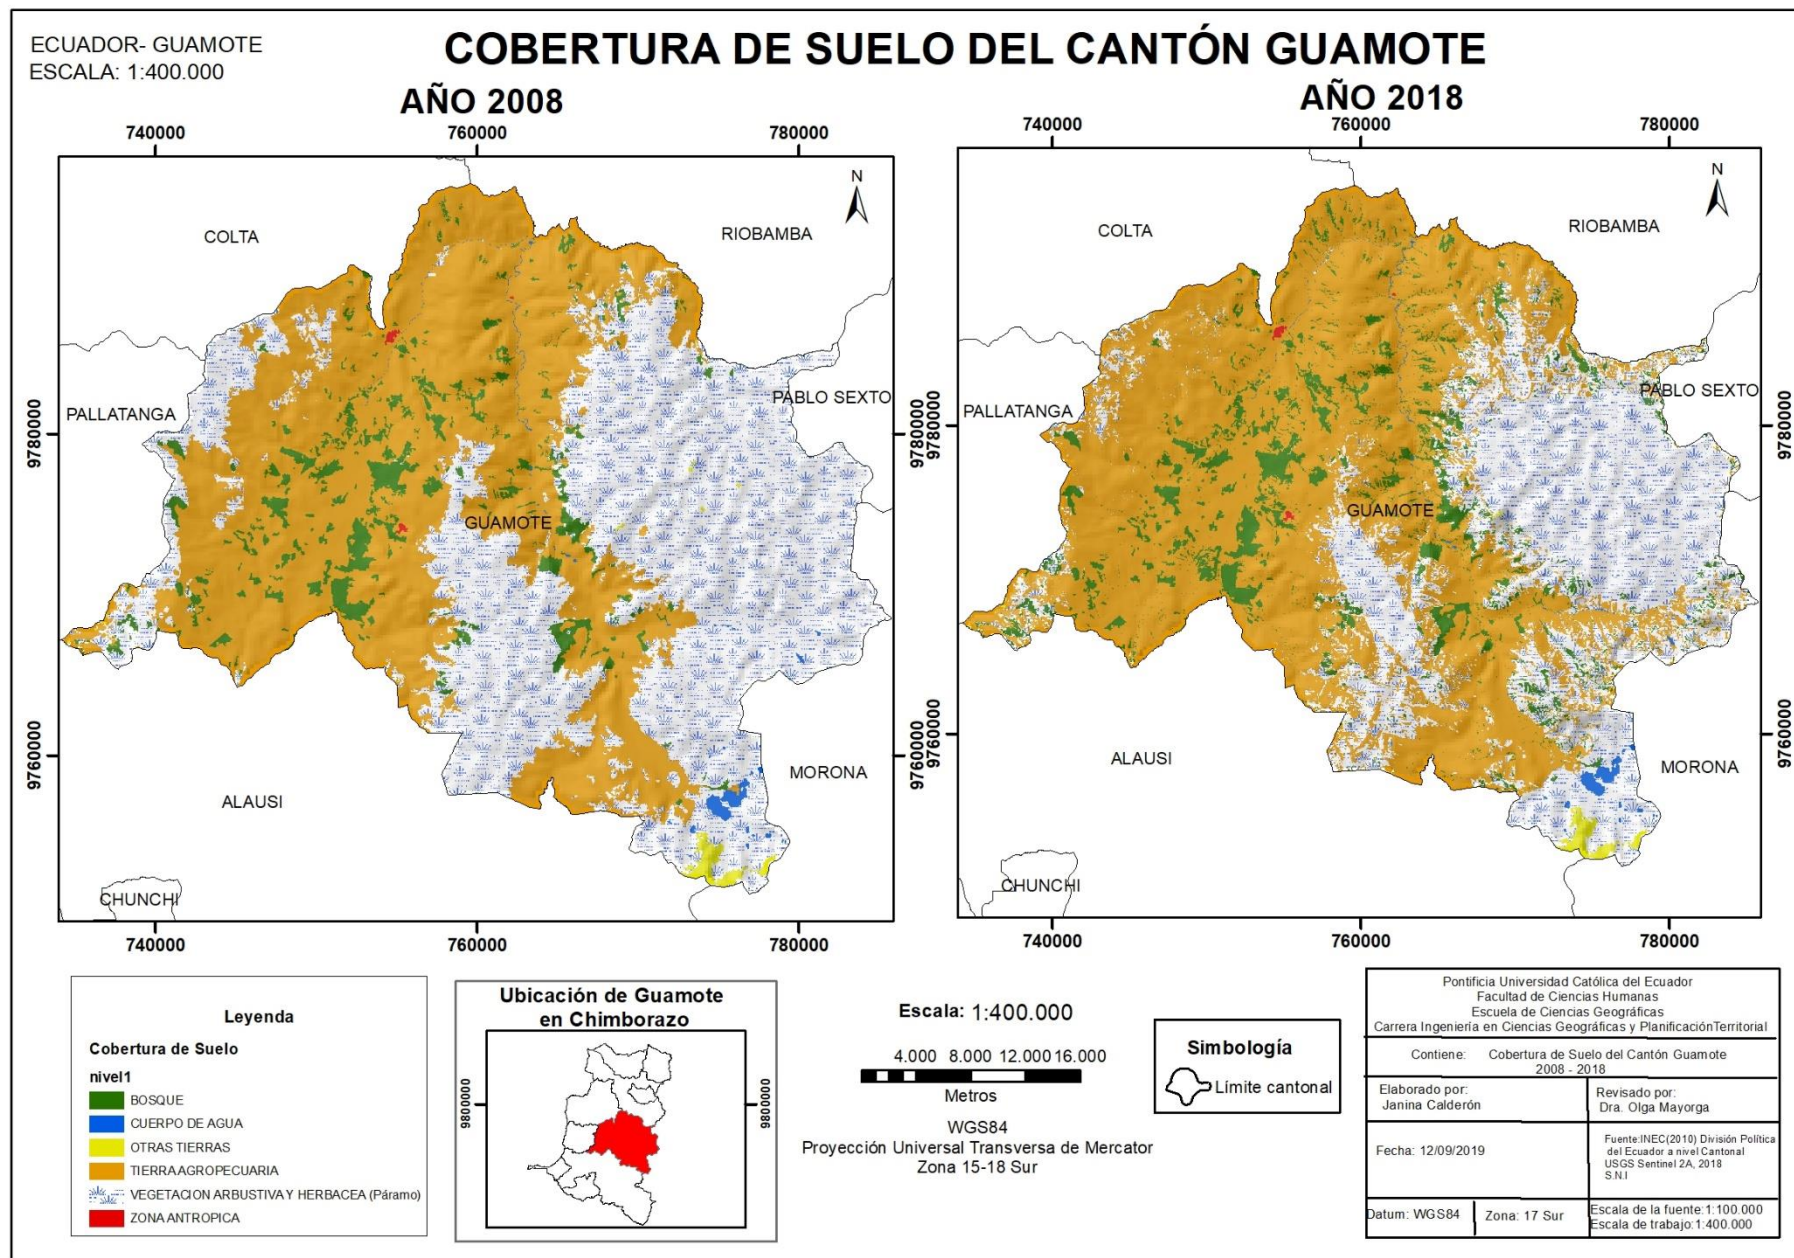 ECUADOR- GUAMOTE
ESCALA: 1:400.000
COBERTURA DE SUELO DEL CANTÓN GUAMOTE
AÑO 2008
740000 760000 780000
N
COLTA
RIOBAMBA
PALLATANGA
PABLO SEXTO
GUAMOTE
ALAUSI
MORONA
CHUNCHI
9780000 9780000
9760000 9760000
740000 760000 780000
AÑO 2018
740000 760000 780000
N
COLTA
RIOBAMBA
PALLATANGA
PABLO SEXTO
GUAMOTE
ALAUSI
MORONA
CHUNCHI
9780000 9780000
9760000 9760000
740000 760000 780000
Leyenda
Cobertura de Suelo
nivel1
BOSQUE
CUERPO DE AGUA
OTRAS TIERRAS
TIERRA AGROPECUARIA
VEGETACION ARBUSTIVA Y HERBACEA (Páramo)
ZONA ANTROPICA
Ubicación de Guamote
en Chimborazo
9800000 9800000
Escala: 1:400.000
4.000 8.000 12.000 16.000
Metros
WGS84
Proyección Universal Transversa de Mercator
Zona 15-18 Sur
Simbología
Límite cantonal
Pontificia Universidad Católica del Ecuador
Facultad de Ciencias Humanas
Escuela de Ciencias Geográficas
Carrera Ingeniería en Ciencias Geográficas y Planificación Territorial
Contiene: Cobertura de Suelo del Cantón Guamote
2008 - 2018
Elaborado por:
Janina Calderón
Revisado por:
Dra. Olga Mayorga
Fecha: 12/09/2019
Fuente:INEC(2010) División Política
del Ecuador a nivel Cantonal
USGS Sentinel 2A, 2018
S.N.I
Datum: WGS84
Zona: 17 Sur
Escala de la fuente:1:100.000
Escala de trabajo:1:400.000